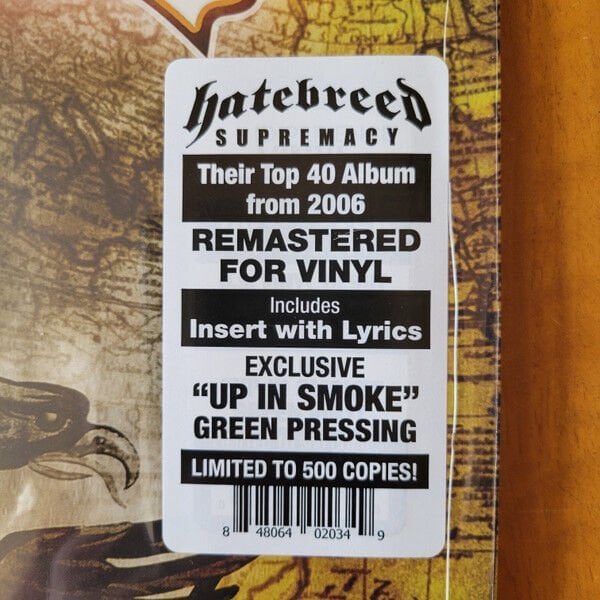 hatebreed
SUPREMACY
Their Top 40 Album
from 2006
REMASTERED
FOR VINYL
Includes
Insert with Lyrics
EXCLUSIVE
“UP IN SMOKE”
GREEN PRESSING
LIMITED TO 500 COPIES!
8 48064 02034 9